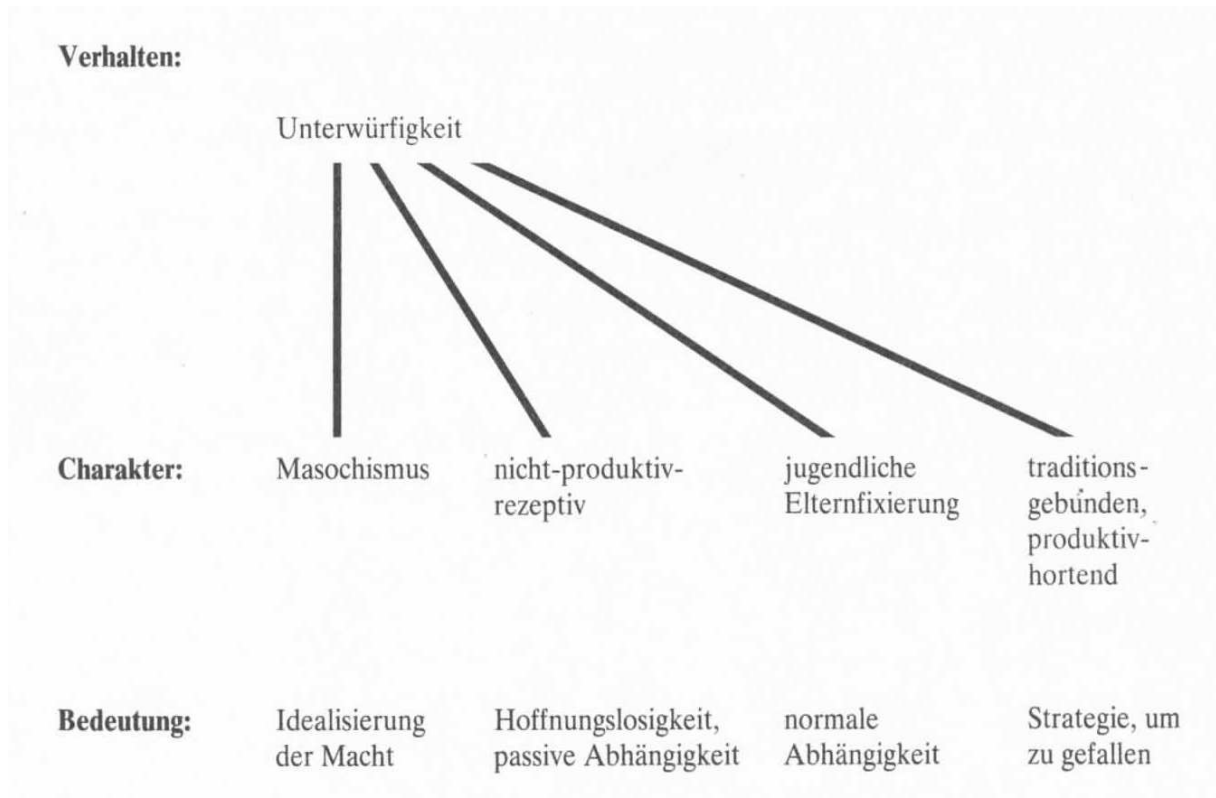 Verhalten:
Unterwürfigkeit
Charakter:
Masochismus
nicht-produktiv-
rezeptiv
jugendliche
Elternfixierung
traditions-
gebunden,
produktiv-
hortend
Bedeutung:
Idealisierung
der Macht
Hoffnungslosigkeit,
passive Abhängigkeit
normale
Abhängigkeit
Strategie, um
zu gefallen